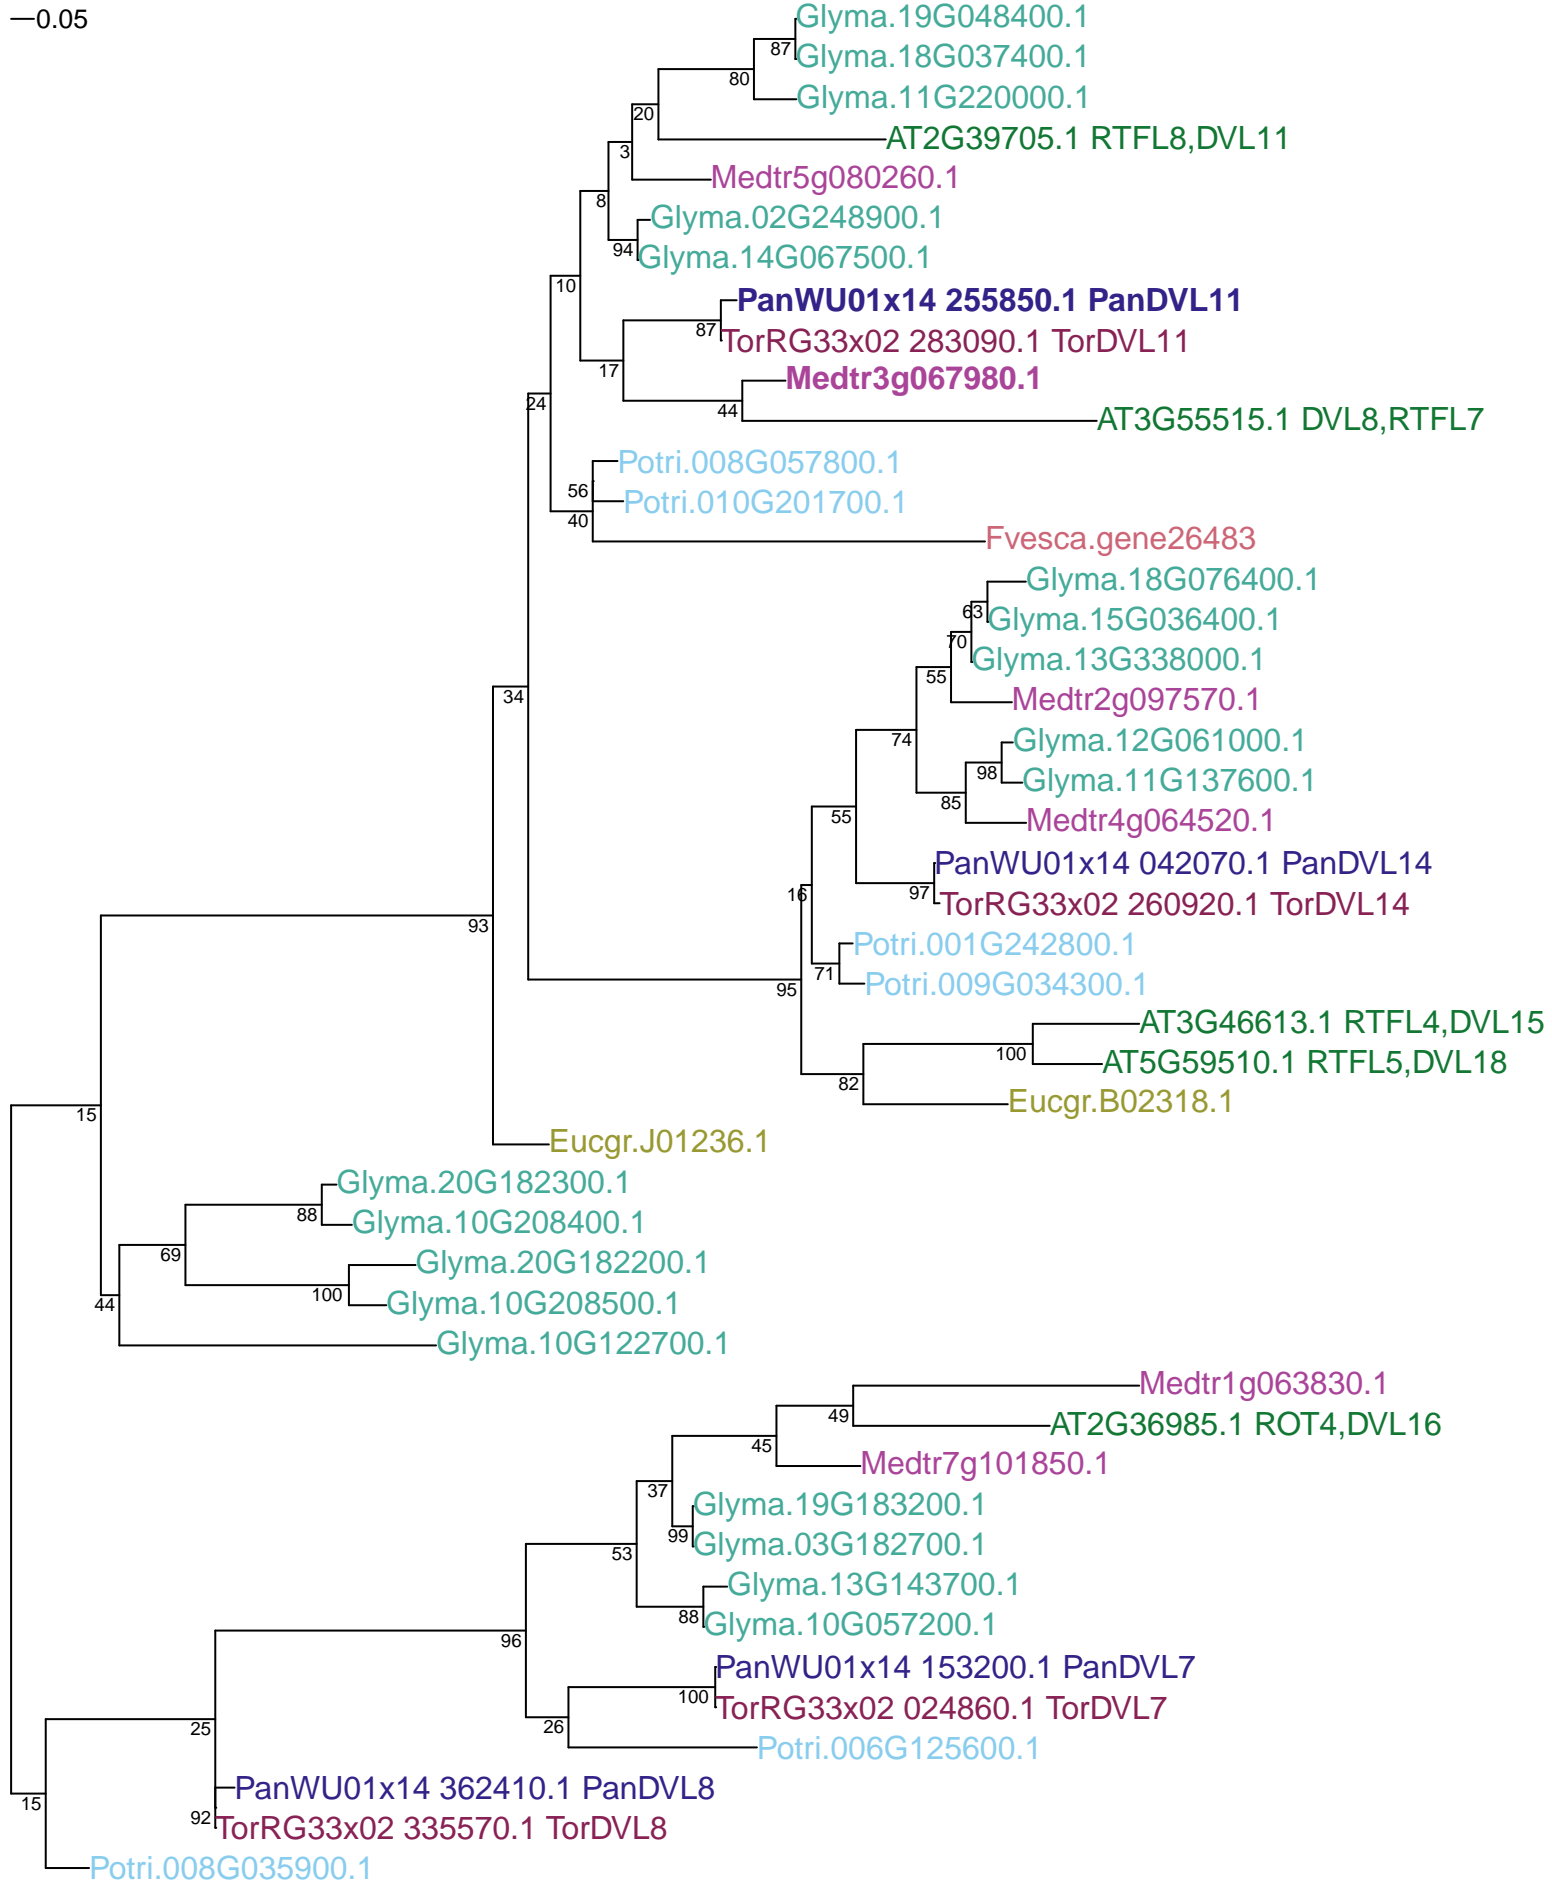 0.05
Glyma.19G048400.1
87
Glyma.18G037400.1
80
Glyma.11G220000.1
20
AT2G39705.1 RTFL8,DVL11
3
Medtr5g080260.1
8
Glyma.02G248900.1
94
Glyma.14G067500.1
10
PanWU01x14 255850.1 PanDVL11
87
TorRG33x02 283090.1 TorDVL11
17
Medtr3g067980.1
44
24
AT3G55515.1 DVL8,RTFL7
Potri.008G057800.1
56
Potri.010G201700.1
40
Fvesca.gene26483
Glyma.18G076400.1
63
Glyma.15G036400.1
70
Glyma.13G338000.1
55
34
Medtr2g097570.1
74
Glyma.12G061000.1
98
Glyma.11G137600.1
85
55
Medtr4g064520.1
PanWU01x14 042070.1 PanDVL14
97
16
TorRG33x02 260920.1 TorDVL14
93
Potri.001G242800.1
71
Potri.009G034300.1
95
AT3G46613.1 RTFL4,DVL15
100
AT5G59510.1 RTFL5,DVL18
82
Eucgr.B02318.1
15
Eucgr.J01236.1
Glyma.20G182300.1
88
Glyma.10G208400.1
69
Glyma.20G182200.1
100
Glyma.10G208500.1
44
Glyma.10G122700.1
Medtr1g063830.1
49
AT2G36985.1 ROT4,DVL16
45
Medtr7g101850.1
37
Glyma.19G183200.1
99
Glyma.03G182700.1
53
Glyma.13G143700.1
88
Glyma.10G057200.1
96
PanWU01x14 153200.1 PanDVL7
100
TorRG33x02 024860.1 TorDVL7
26
25
Potri.006G125600.1
PanWU01x14 362410.1 PanDVL8
15
92
TorRG33x02 335570.1 TorDVL8
Potri.008G035900.1